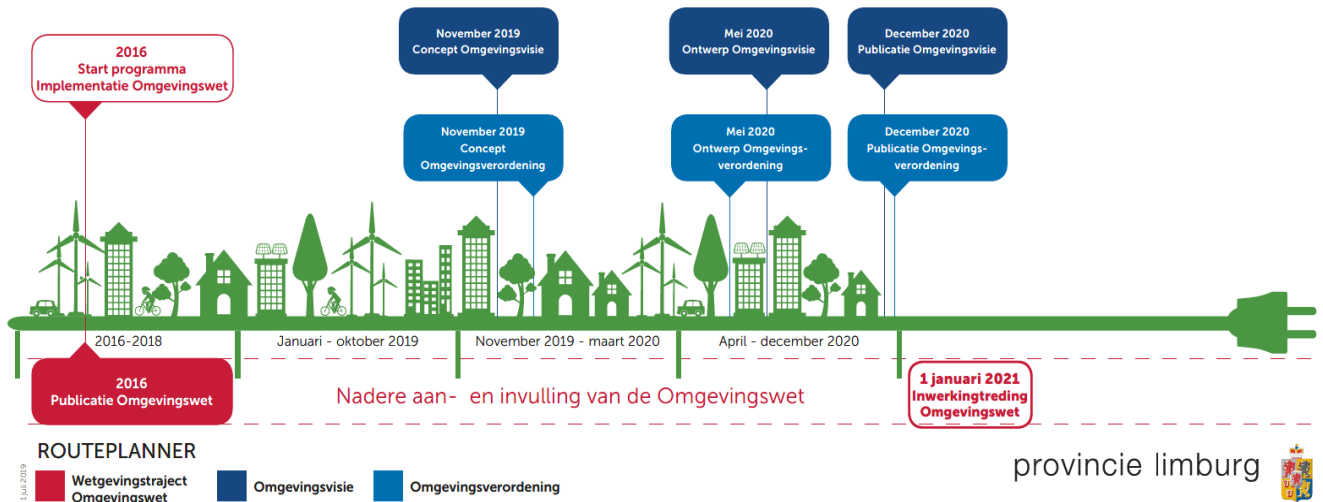 2016
Start programma
Implementatie Omgevingswet
November 2019
Concept Omgevingsvisie
Mei 2020
Ontwerp Omgevingsvisie
December 2020
Publicatie Omgevingsvisie
November 2019
Concept
Omgevingsverordening
Mei 2020
Ontwerp Omgevings-
verordening
December 2020
Publicatie Omgevings-
verordening
2016-2018
Januari - oktober 2019
November 2019 - maart 2020
April - december 2020
2016
Publicatie Omgevingswet
Nadere aan- en invulling van de Omgevingswet
1 januari 2021
Inwerkingtreding
Omgevingswet
ROUTEPLANNER
Wetgevingstraject
Omgevingswet
Omgevingsvisie
Omgevingsverordening
provincie limburg
1 juli 2019